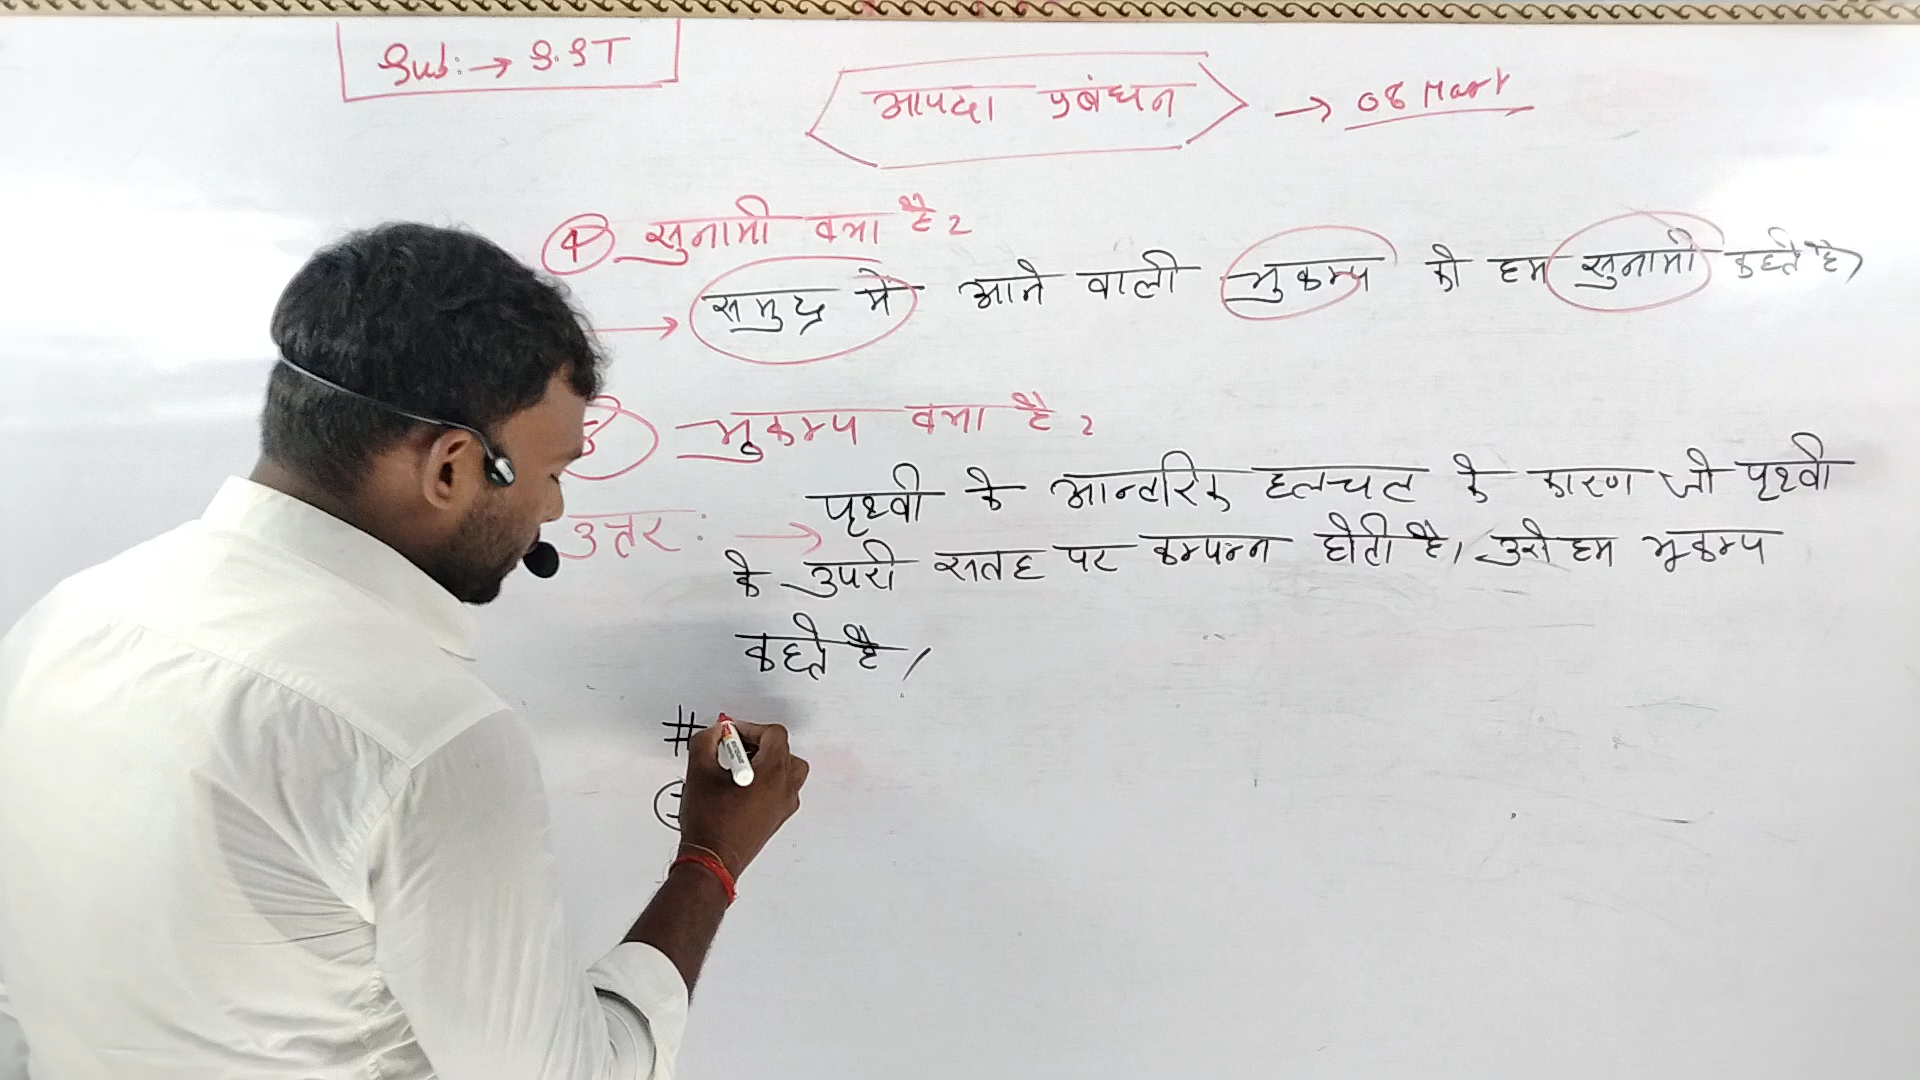 Sub:→ S.ST
आपदा प्रबंधन → 08 Mark
4 सुनामी क्या है?
→ समुद्र मे आने वाली भुकम्प को हम सुनामी कहते है।
भुकम्प क्या है?
उत्तर: → पृथ्वी के आन्तरिक हलचल के कारण जो पृथ्वी
के उपरी सतह पर कम्पन्न होती है। उसे हम भूकम्प
कहते है।
#